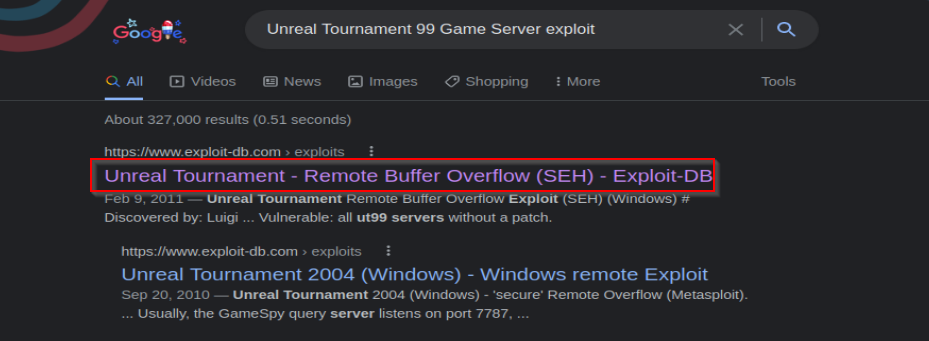 Google
Unreal Tournament 99 Game Server exploit
All Videos News Images Shopping More Tools
About 327,000 results (0.51 seconds)
https://www.exploit-db.com › exploits
Unreal Tournament - Remote Buffer Overflow (SEH) - Exploit-DB
Feb 9, 2011 — Unreal Tournament Remote Buffer Overflow Exploit (SEH) (Windows) #
Discovered by: Luigi ... Vulnerable: all ut99 servers without a patch.
https://www.exploit-db.com › exploits
Unreal Tournament 2004 (Windows) - Windows remote Exploit
Sep 20, 2010 — Unreal Tournament 2004 (Windows) - 'secure' Remote Overflow (Metasploit).
... Usually, the GameSpy query server listens on port 7787, ...